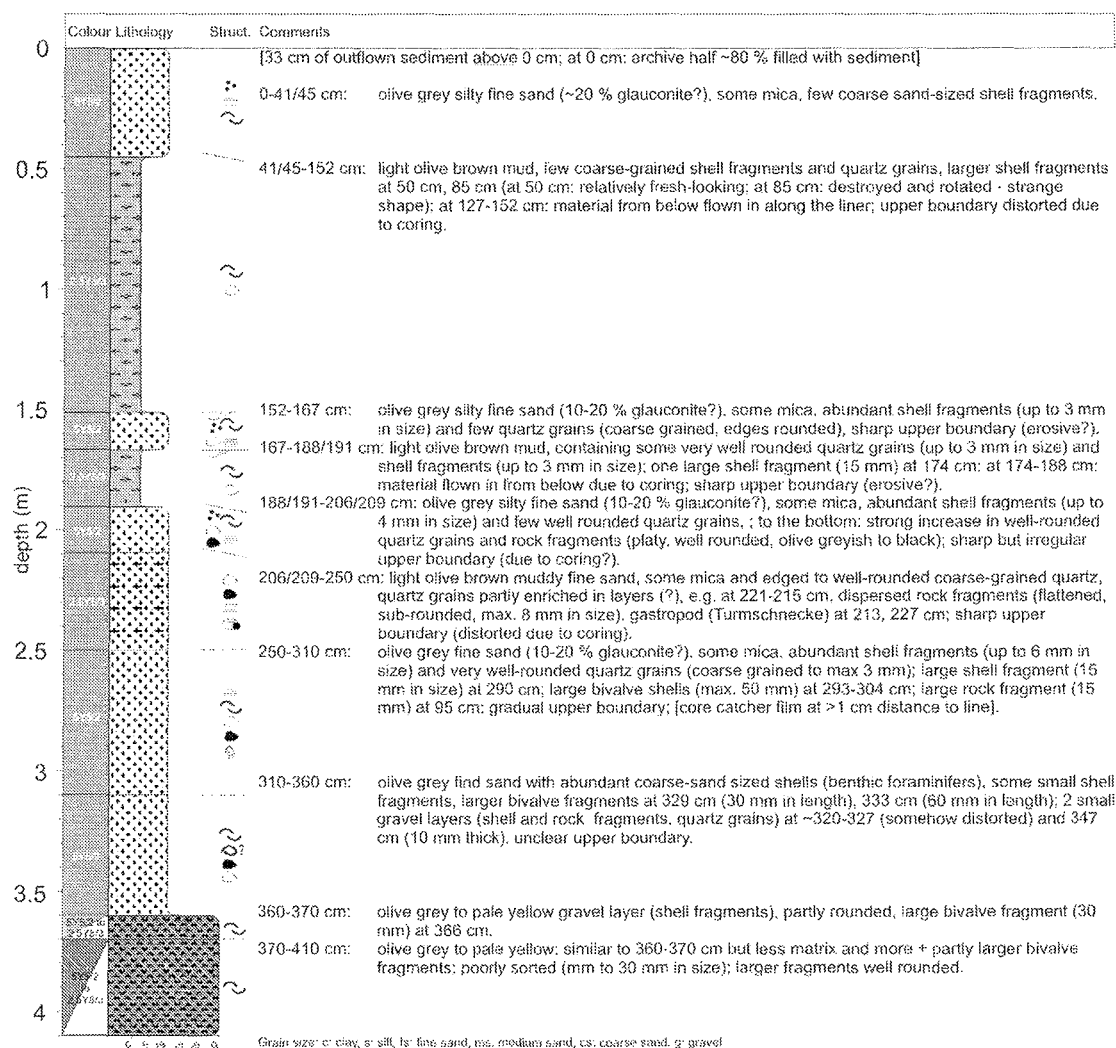 Colour Lithology Struct. Comments
0
[33 cm of outflown sediment above 0 cm; at 0 cm: archive half ~80 % filled with sediment]
0-41/45 cm: olive grey silty fine sand (~20 % glauconite?), some mica, few coarse sand-sized shell fragments.
0.5
41/45-152 cm: light olive brown mud, few coarse-grained shell fragments and quartz grains, larger shell fragments
at 50 cm, 85 cm (at 50 cm: relatively fresh-looking; at 85 cm: destroyed and rotated - strange
shape); at 127-152 cm: material from below flown in along the liner; upper boundary distorted due
to coring.
1
1.5
152-167 cm: olive grey silty fine sand (10-20 % glauconite?), some mica, abundant shell fragments (up to 3 mm
in size) and few quartz grains (coarse grained, edges rounded), sharp upper boundary (erosive?).
167-188/191 cm: light olive brown mud, containing some very well rounded quartz grains (up to 3 mm in size) and
shell fragments (up to 3 mm in size); one large shell fragment (15 mm) at 174 cm; at 174-188 cm:
material flown in from below due to coring; sharp upper boundary (erosive?).
188/191-206/209 cm: olive grey silty fine sand (10-20 % glauconite?), some mica, abundant shell fragments (up to
4 mm in size) and few well rounded quartz grains, ; to the bottom: strong increase in well-rounded
quartz grains and rock fragments (platy, well rounded, olive greyish to black); sharp but irregular
upper boundary (due to coring?).
2
depth (m)
206/209-250 cm: light olive brown muddy fine sand, some mica and edged to well-rounded coarse-grained quartz,
quartz grains partly enriched in layers (?), e.g. at 221-215 cm, dispersed rock fragments (flattened,
sub-rounded, max. 8 mm in size), gastropod (Turmschnecke) at 213, 227 cm; sharp upper
boundary (distorted due to coring).
2.5
250-310 cm: olive grey fine sand (10-20 % glauconite?), some mica, abundant shell fragments (up to 6 mm in
size) and very well-rounded quartz grains (coarse grained to max 3 mm); large shell fragment (15
mm in size) at 290 cm; large bivalve shells (max. 50 mm) at 293-304 cm; large rock fragment (15
mm) at 95 cm; gradual upper boundary; [core catcher film at >1 cm distance to line].
3
310-360 cm: olive grey find sand with abundant coarse-sand sized shells (benthic foraminifers), some small shell
fragments, larger bivalve fragments at 329 cm (30 mm in length), 333 cm (60 mm in length); 2 small
gravel layers (shell and rock fragments, quartz grains) at ~320-327 (somehow distorted) and 347
cm (10 mm thick), unclear upper boundary.
3.5
360-370 cm: olive grey to pale yellow gravel layer (shell fragments), partly rounded, large bivalve fragment (30
mm) at 366 cm.
370-410 cm: olive grey to pale yellow; similar to 360-370 cm but less matrix and more + partly larger bivalve
fragments; poorly sorted (mm to 30 mm in size); larger fragments well rounded.
4
Grain size: c: clay, s: silt, fs: fine sand, ms: medium sand, cs: coarse sand, g: gravel